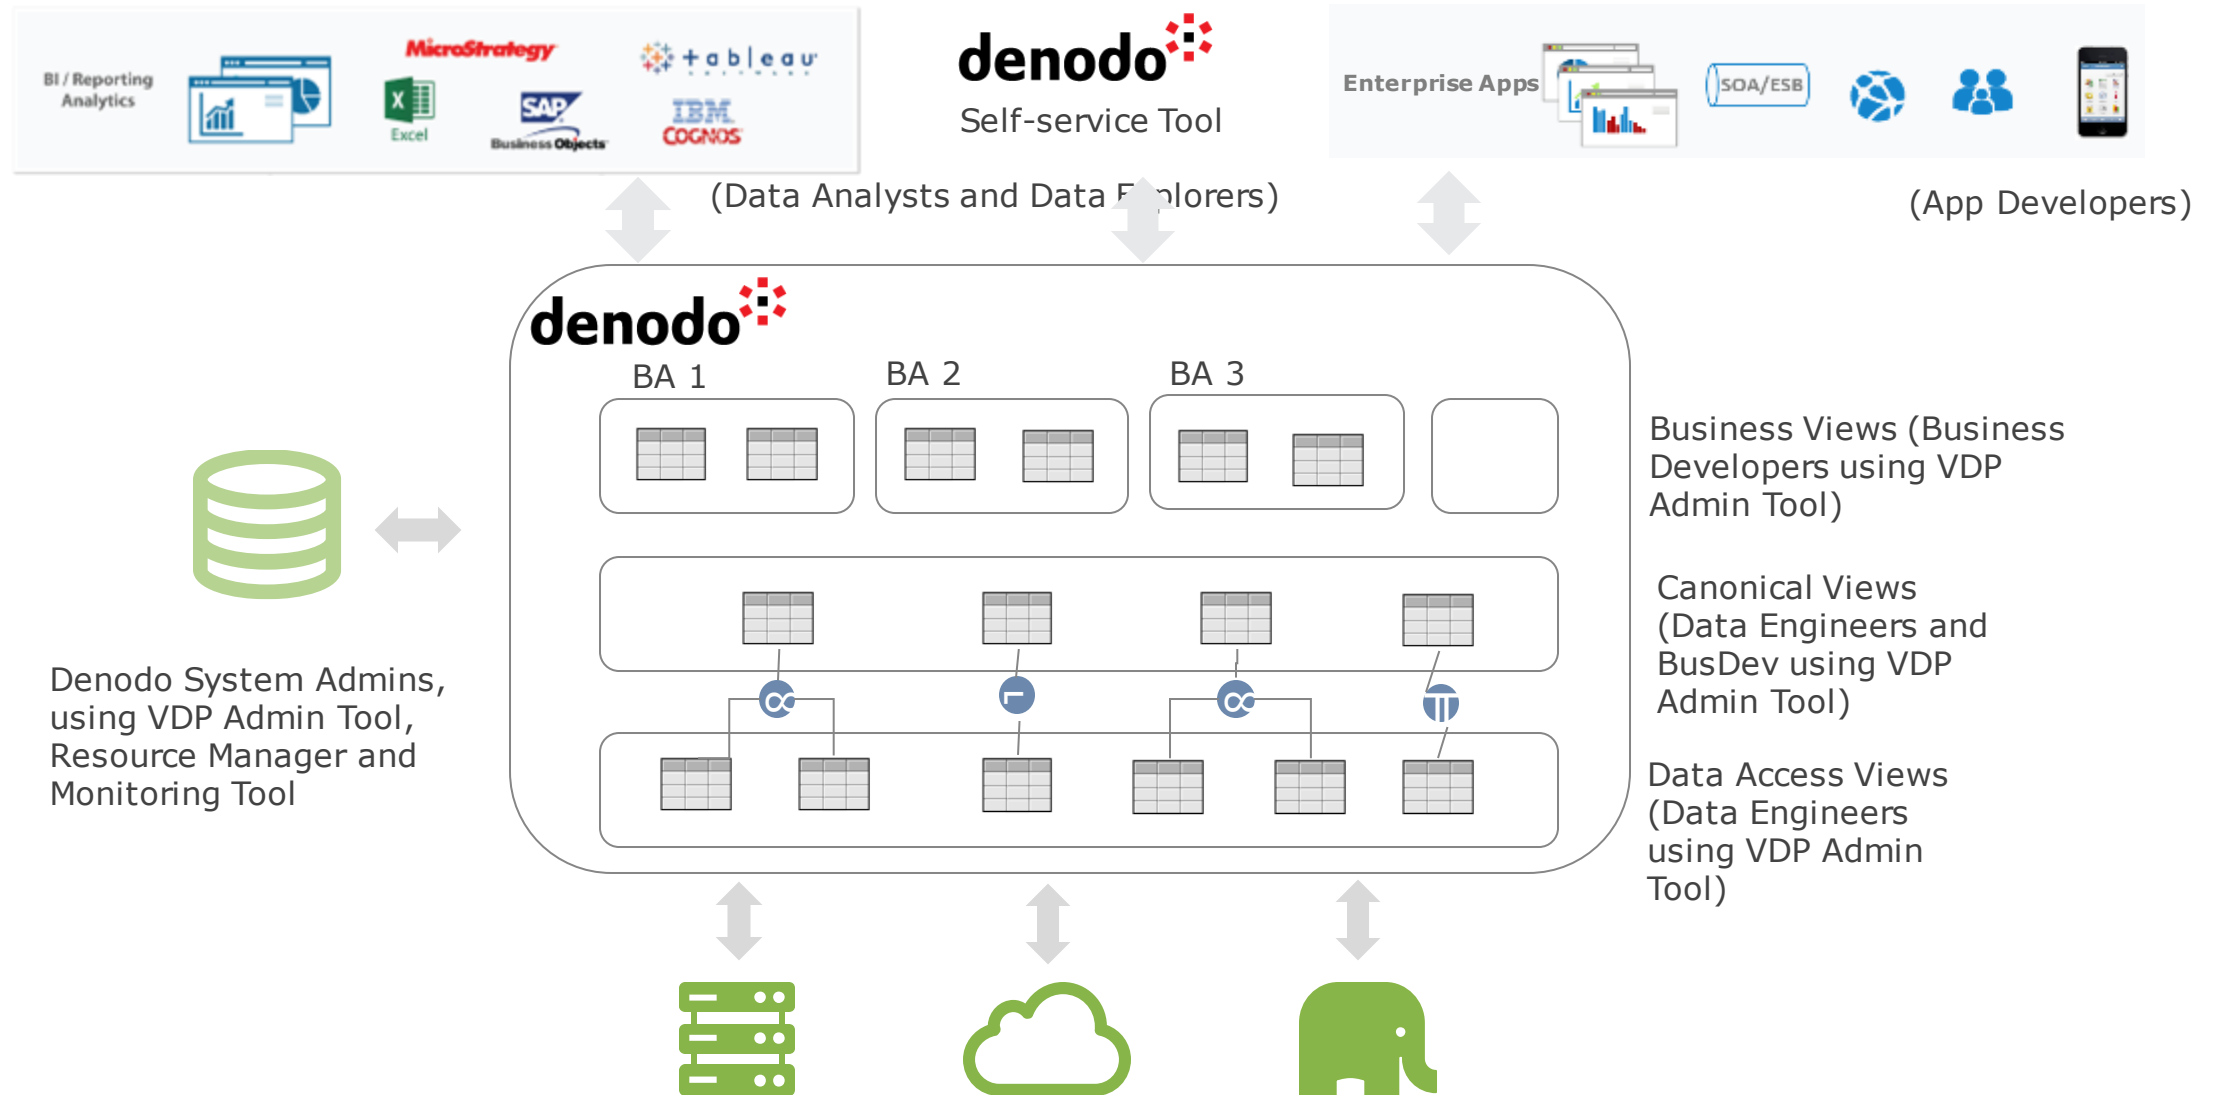 BI / Reporting
Analytics
MicroStrategy
+ a b | e a u
S O F T W A R E
X
Excel
SAP
Business Objects
IBM
COGNOS
denodo
Self-service Tool
Enterprise Apps
SOA/ESB
(Data Analysts and Data Explorers)
(App Developers)
denodo
BA 1
BA 2
BA 3
Business Views (Business
Developers using VDP
Admin Tool)
Canonical Views
(Data Engineers and
BusDev using VDP
Admin Tool)
Data Access Views
(Data Engineers
using VDP Admin
Tool)
Denodo System Admins,
using VDP Admin Tool,
Resource Manager and
Monitoring Tool